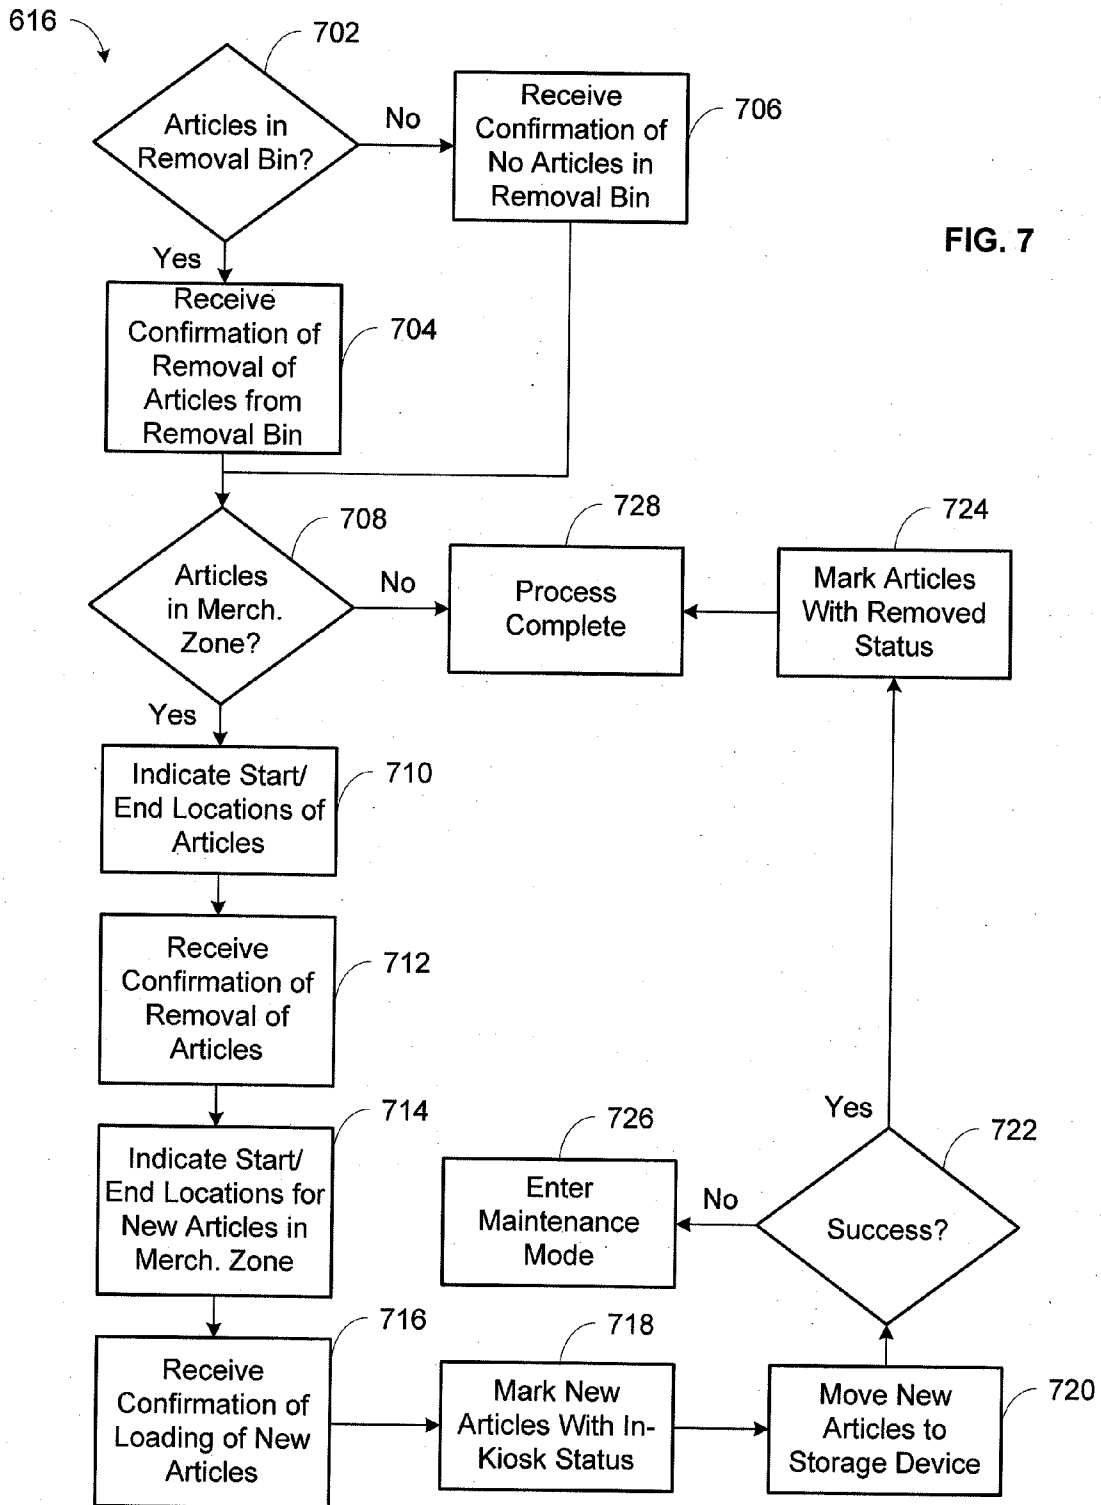 616
702
Articles in
Removal Bin?
No
Receive
Confirmation of
No Articles in
Removal Bin
706
FIG. 7
Yes
Receive
Confirmation of
Removal of
Articles from
Removal Bin
704
708
Articles
in Merch.
Zone?
No
728
Process
Complete
724
Mark Articles
With Removed
Status
Yes
Indicate Start/
End Locations of
Articles
710
Receive
Confirmation of
Removal of
Articles
712
714
Indicate Start/
End Locations for
New Articles in
Merch. Zone
726
Enter
Maintenance
Mode
No
Yes
722
Success?
716
Receive
Confirmation of
Loading of New
Articles
718
Mark New
Articles With In-
Kiosk Status
Move New
Articles to
Storage Device
720